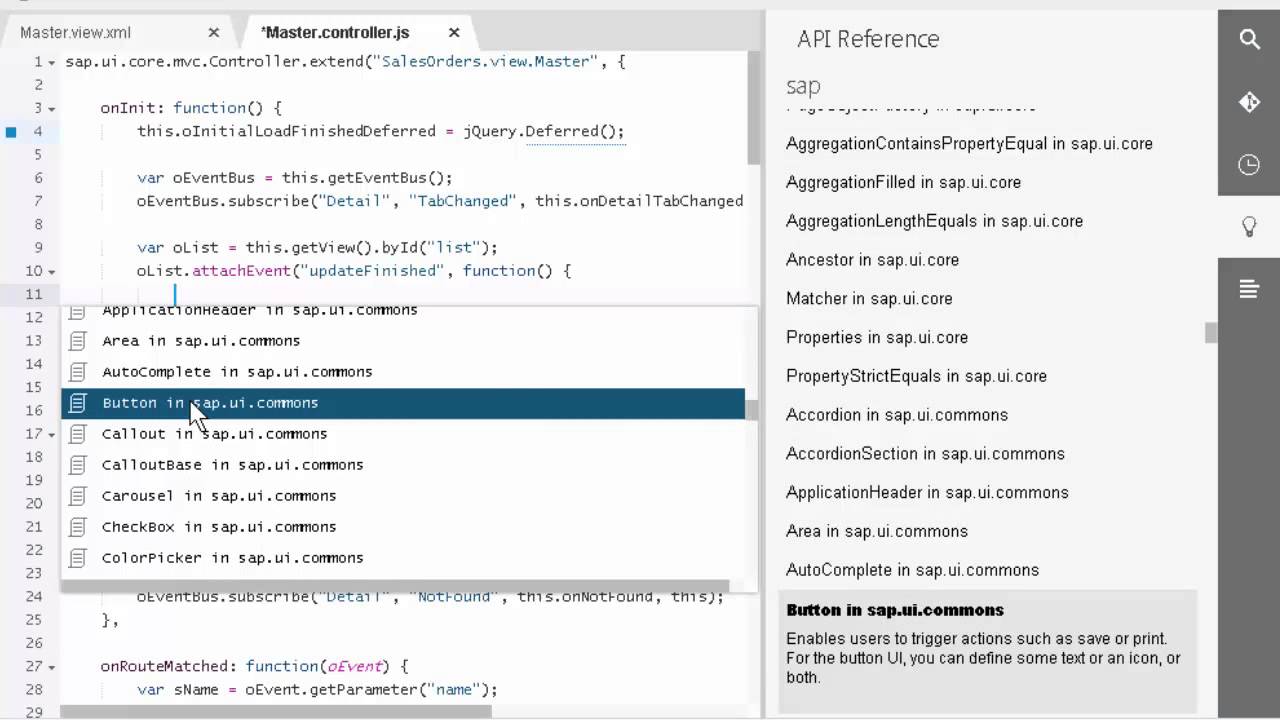 Master.view.xml
*Master.controller.js
1 sap.ui.core.mvc.Controller.extend("SalesOrders.view.Master", {
2
3 onInit: function() {
4 this.oInitialLoadFinishedDeferred = jQuery.Deferred();
5
6 var oEventBus = this.getEventBus();
7 oEventBus.subscribe("Detail", "TabChanged", this.onDetailTabChanged
8
9 var oList = this.getView().byId("list");
10 oList.attachEvent("updateFinished", function() {
11
12 ApplicationHeader in sap.ui.commons
13 Area in sap.ui.commons
14 AutoComplete in sap.ui.commons
15
16 Button in sap.ui.commons
17 Callout in sap.ui.commons
18 CalloutBase in sap.ui.commons
19
20 Carousel in sap.ui.commons
21 CheckBox in sap.ui.commons
22 ColorPicker in sap.ui.commons
23
24 oEventBus.subscribe("Detail", "NotFound", this.onNotFound, this);
25 },
26
27 onRouteMatched: function(oEvent) {
28 var sName = oEvent.getParameter("name");
29
API Reference
sap
AggregationContainsPropertyEqual in sap.ui.core
AggregationFilled in sap.ui.core
AggregationLengthEquals in sap.ui.core
Ancestor in sap.ui.core
Matcher in sap.ui.core
Properties in sap.ui.core
PropertyStrictEquals in sap.ui.core
Accordion in sap.ui.commons
AccordionSection in sap.ui.commons
ApplicationHeader in sap.ui.commons
Area in sap.ui.commons
AutoComplete in sap.ui.commons
Button in sap.ui.commons
Enables users to trigger actions such as save or print.
For the button UI, you can define some text or an icon, or
both.